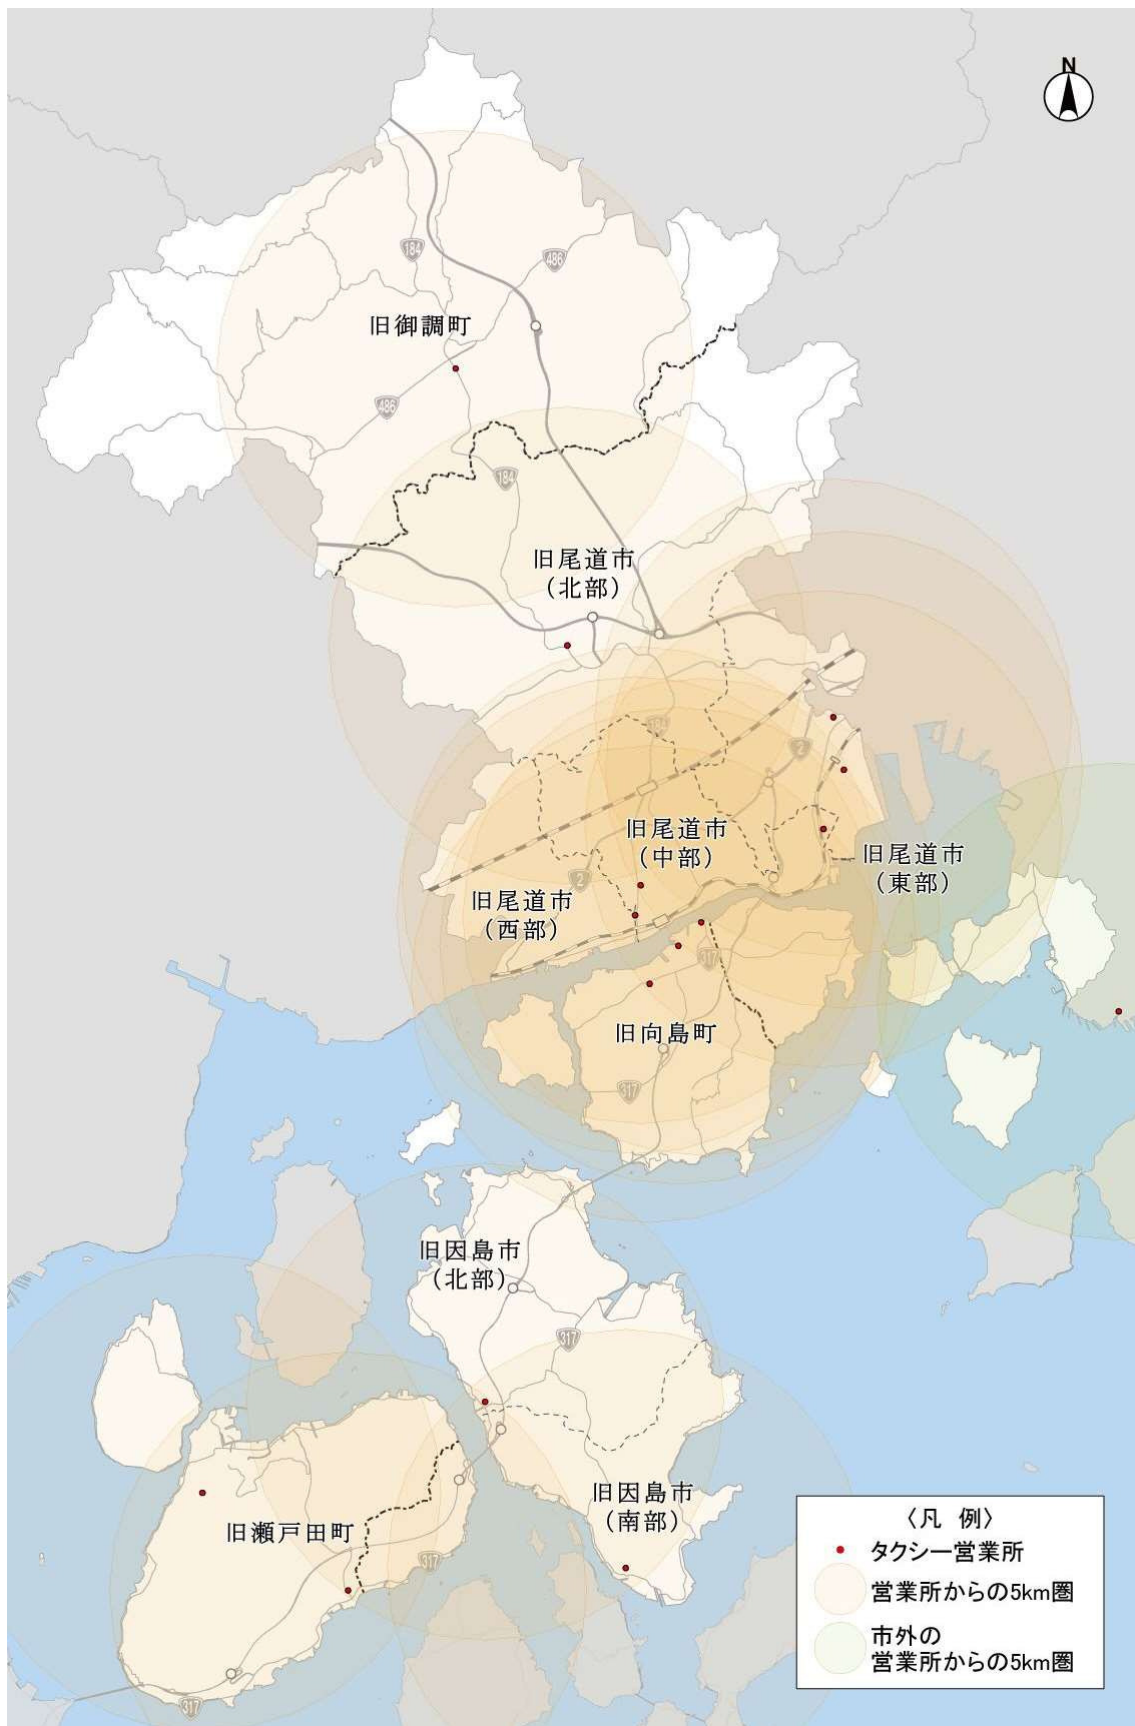 N
184
486
旧御調町
486
184
旧尾道市
（北部）
184
2
旧尾道市
（中部）
旧尾道市
（東部）
2
旧尾道市
（西部）
317
旧向島町
317
旧因島市
（北部）
317
旧因島市
（南部）
旧瀬戸田町
317
317
〈凡 例〉
タクシー営業所
営業所からの5km圏
市外の
営業所からの5km圏